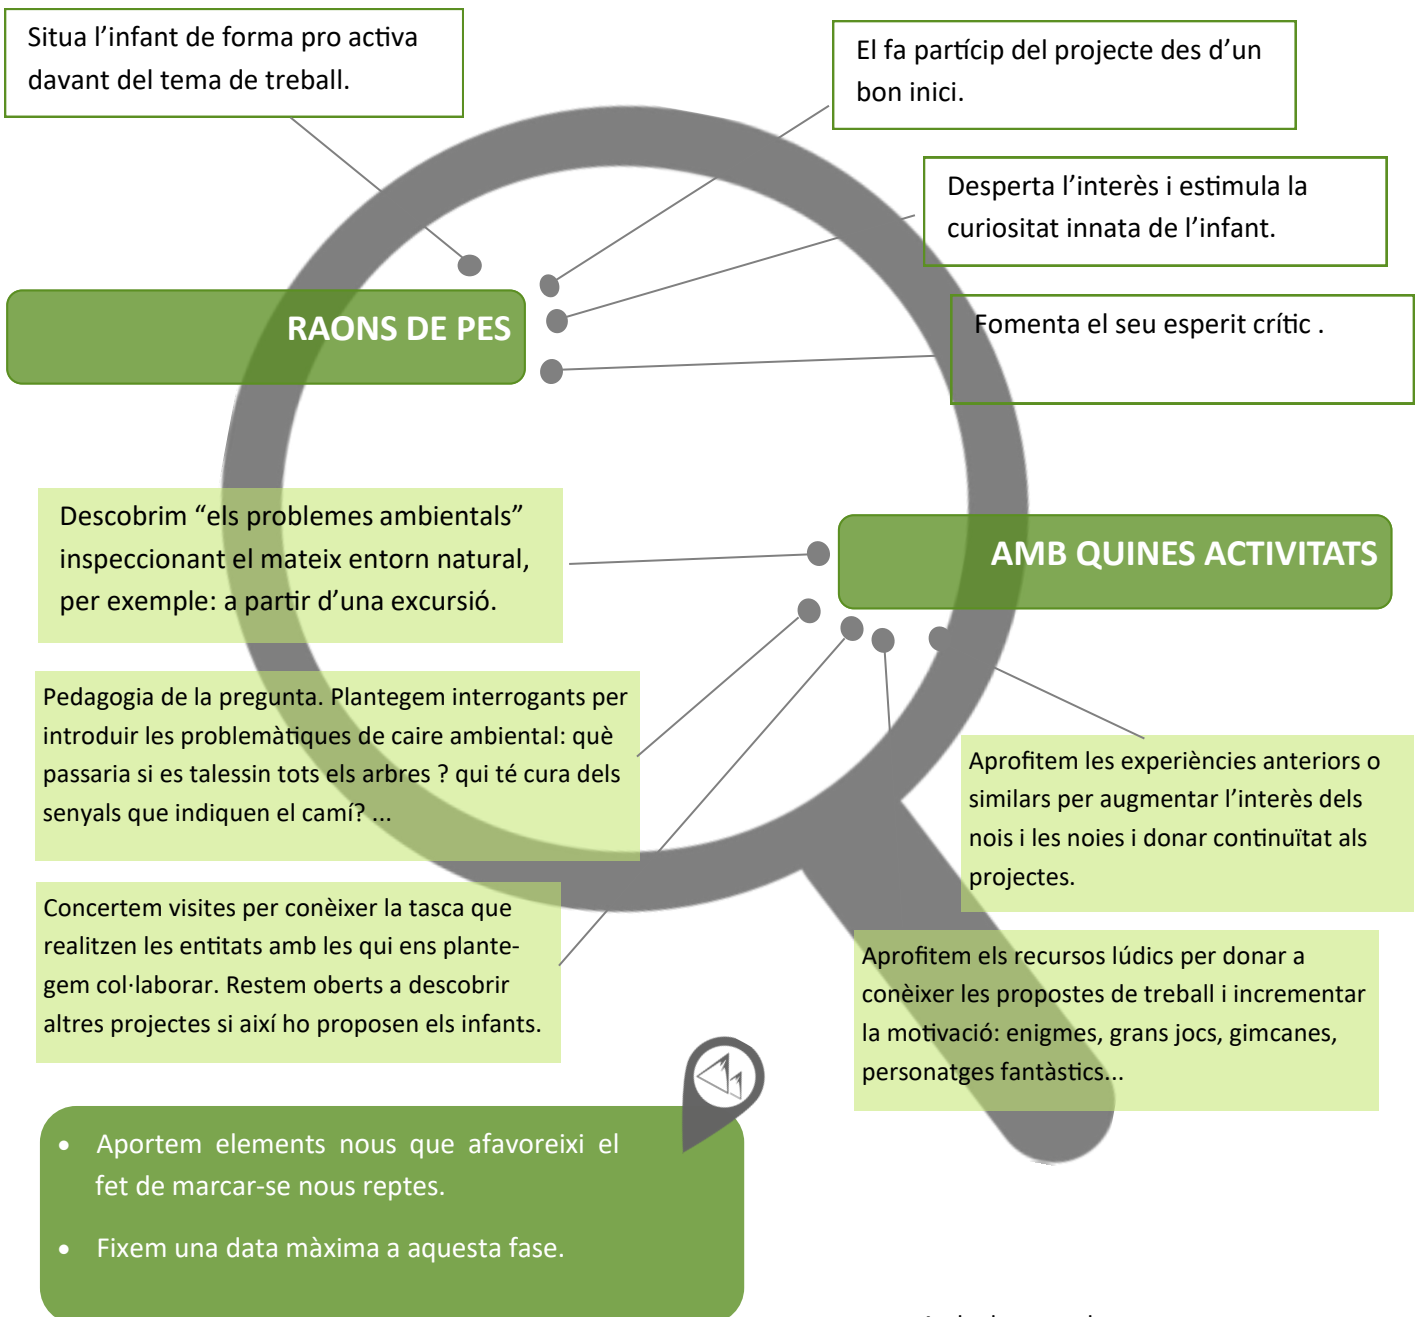 Situa l’infant de forma pro activa
davant del tema de treball.
El fa partícip del projecte des d’un
bon inici.
Desperta l’interès i estimula la
curiositat innata de l’infant.
Fomenta el seu esperit crític .
RAONS DE PES
Descobrim “els problemes ambientals”
inspeccionant el mateix entorn natural,
per exemple: a partir d’una excursió.
AMB QUINES ACTIVITATS
Pedagogia de la pregunta. Plantegem interrogants per
introduir les problemàtiques de caire ambiental: què
passaria si es talessin tots els arbres ? qui té cura dels
senyals que indiquen el camí? ...
Aprofitem les experiències anteriors o
similars per augmentar l’interès dels
nois i les noies i donar continuïtat als
projectes.
Concertem visites per conèixer la tasca que
realitzen les entitats amb les qui ens plante-
gem col·laborar. Restem oberts a descobrir
altres projectes si així ho proposen els infants.
Aprofitem els recursos lúdics per donar a
conèixer les propostes de treball i incrementar
la motivació: enigmes, grans jocs, gimcanes,
personatges fantàstics...
• Aportem elements nous que afavoreixi el
fet de marcar-se nous reptes.
• Fixem una data màxima a aquesta fase.